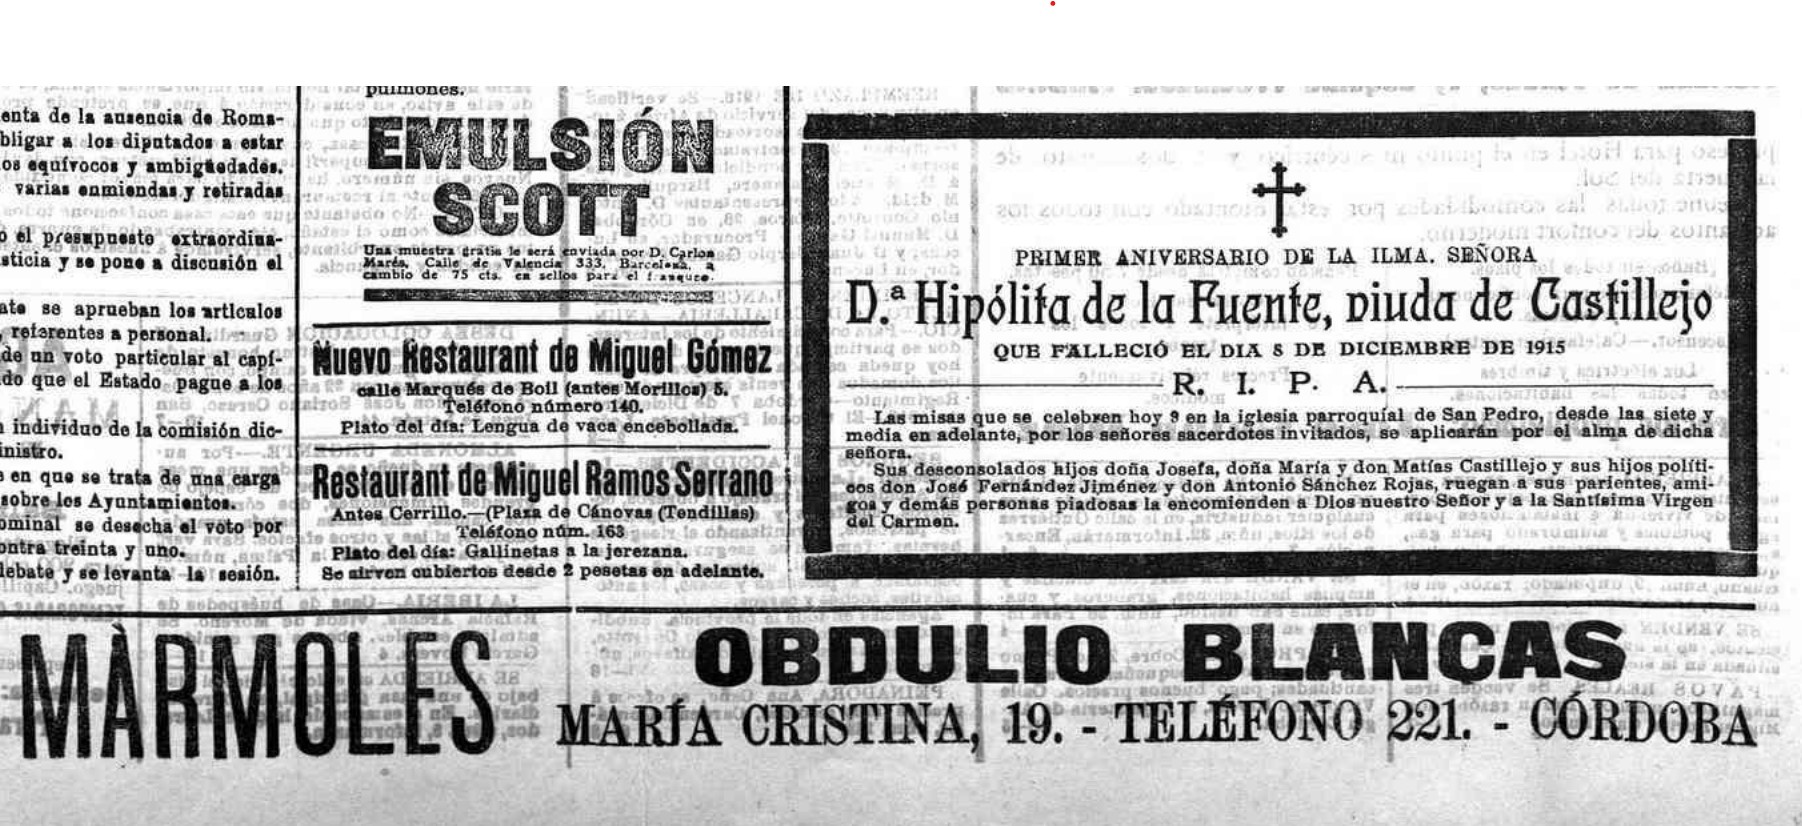 enta de la ausencia de Roma-
bligar a los diputados a estar
os equívocos y ambigüedades.
varias enmiendas y retiradas
o el presupuesto extraordina-
sticia y se pone a discusión el
ate se aprueban los artículos
referentes a personal.
de un voto particular al capí-
do que el Estado pague a los
individuo de la comisión dic-
inistro.
s en que se trata de una carga
sobre los Ayuntamientos.
ominal se desecha el voto por
ontra treinta y uno.
debate y se levanta la sesión.
pulmones.
EMULSIÓN
SCOTT
Una muestra gratis le será enviada por D. Carlos
Marés, Calle de Valencia 333, Barcelona, a
cambio de 75 cts. en sellos para el franqueo.
Nuevo Restaurant de Miguel Gómez
calle Marqués de Boil (antes Morillos) 5.
Teléfono número 140.
Plato del día: Lengua de vaca encebollada.
Restaurant de Miguel Ramos Serrano
Antes Cerrillo.—(Plaza de Cánovas (Tendillas)
Teléfono núm. 163
Plato del día: Gallinetas a la jerezana.
Se sirven cubiertos desde 2 pesetas en adelante.
PRIMER ANIVERSARIO DE LA ILMA. SEÑORA
D.ª Hipólita de la Fuente, viuda de Castillejo
QUE FALLECIÓ EL DIA 8 DE DICIEMBRE DE 1915
R. I. P. A.
Las misas que se celebren hoy 9 en la iglesia parroquíal de San Pedro, desde las siete y
media en adelante, por los señores sacerdotes invitados, se aplicarán por el alma de dicha
señora.
Sus desconsolados hijos doña Josefa, doña María y don Matías Castillejo y sus hijos políti-
cos don José Fernández Jiménez y don Antonio Sánchez Rojas, ruegan a sus parientes, ami-
gos y demás personas piadosas la encomienden a Dios nuestro Señor y a la Santísima Virgen
del Carmen.
MÀRMOLES
OBDULIO BLANCAS
MARÍA CRISTINA, 19. - TELÉFONO 221. - CÓRDOBA